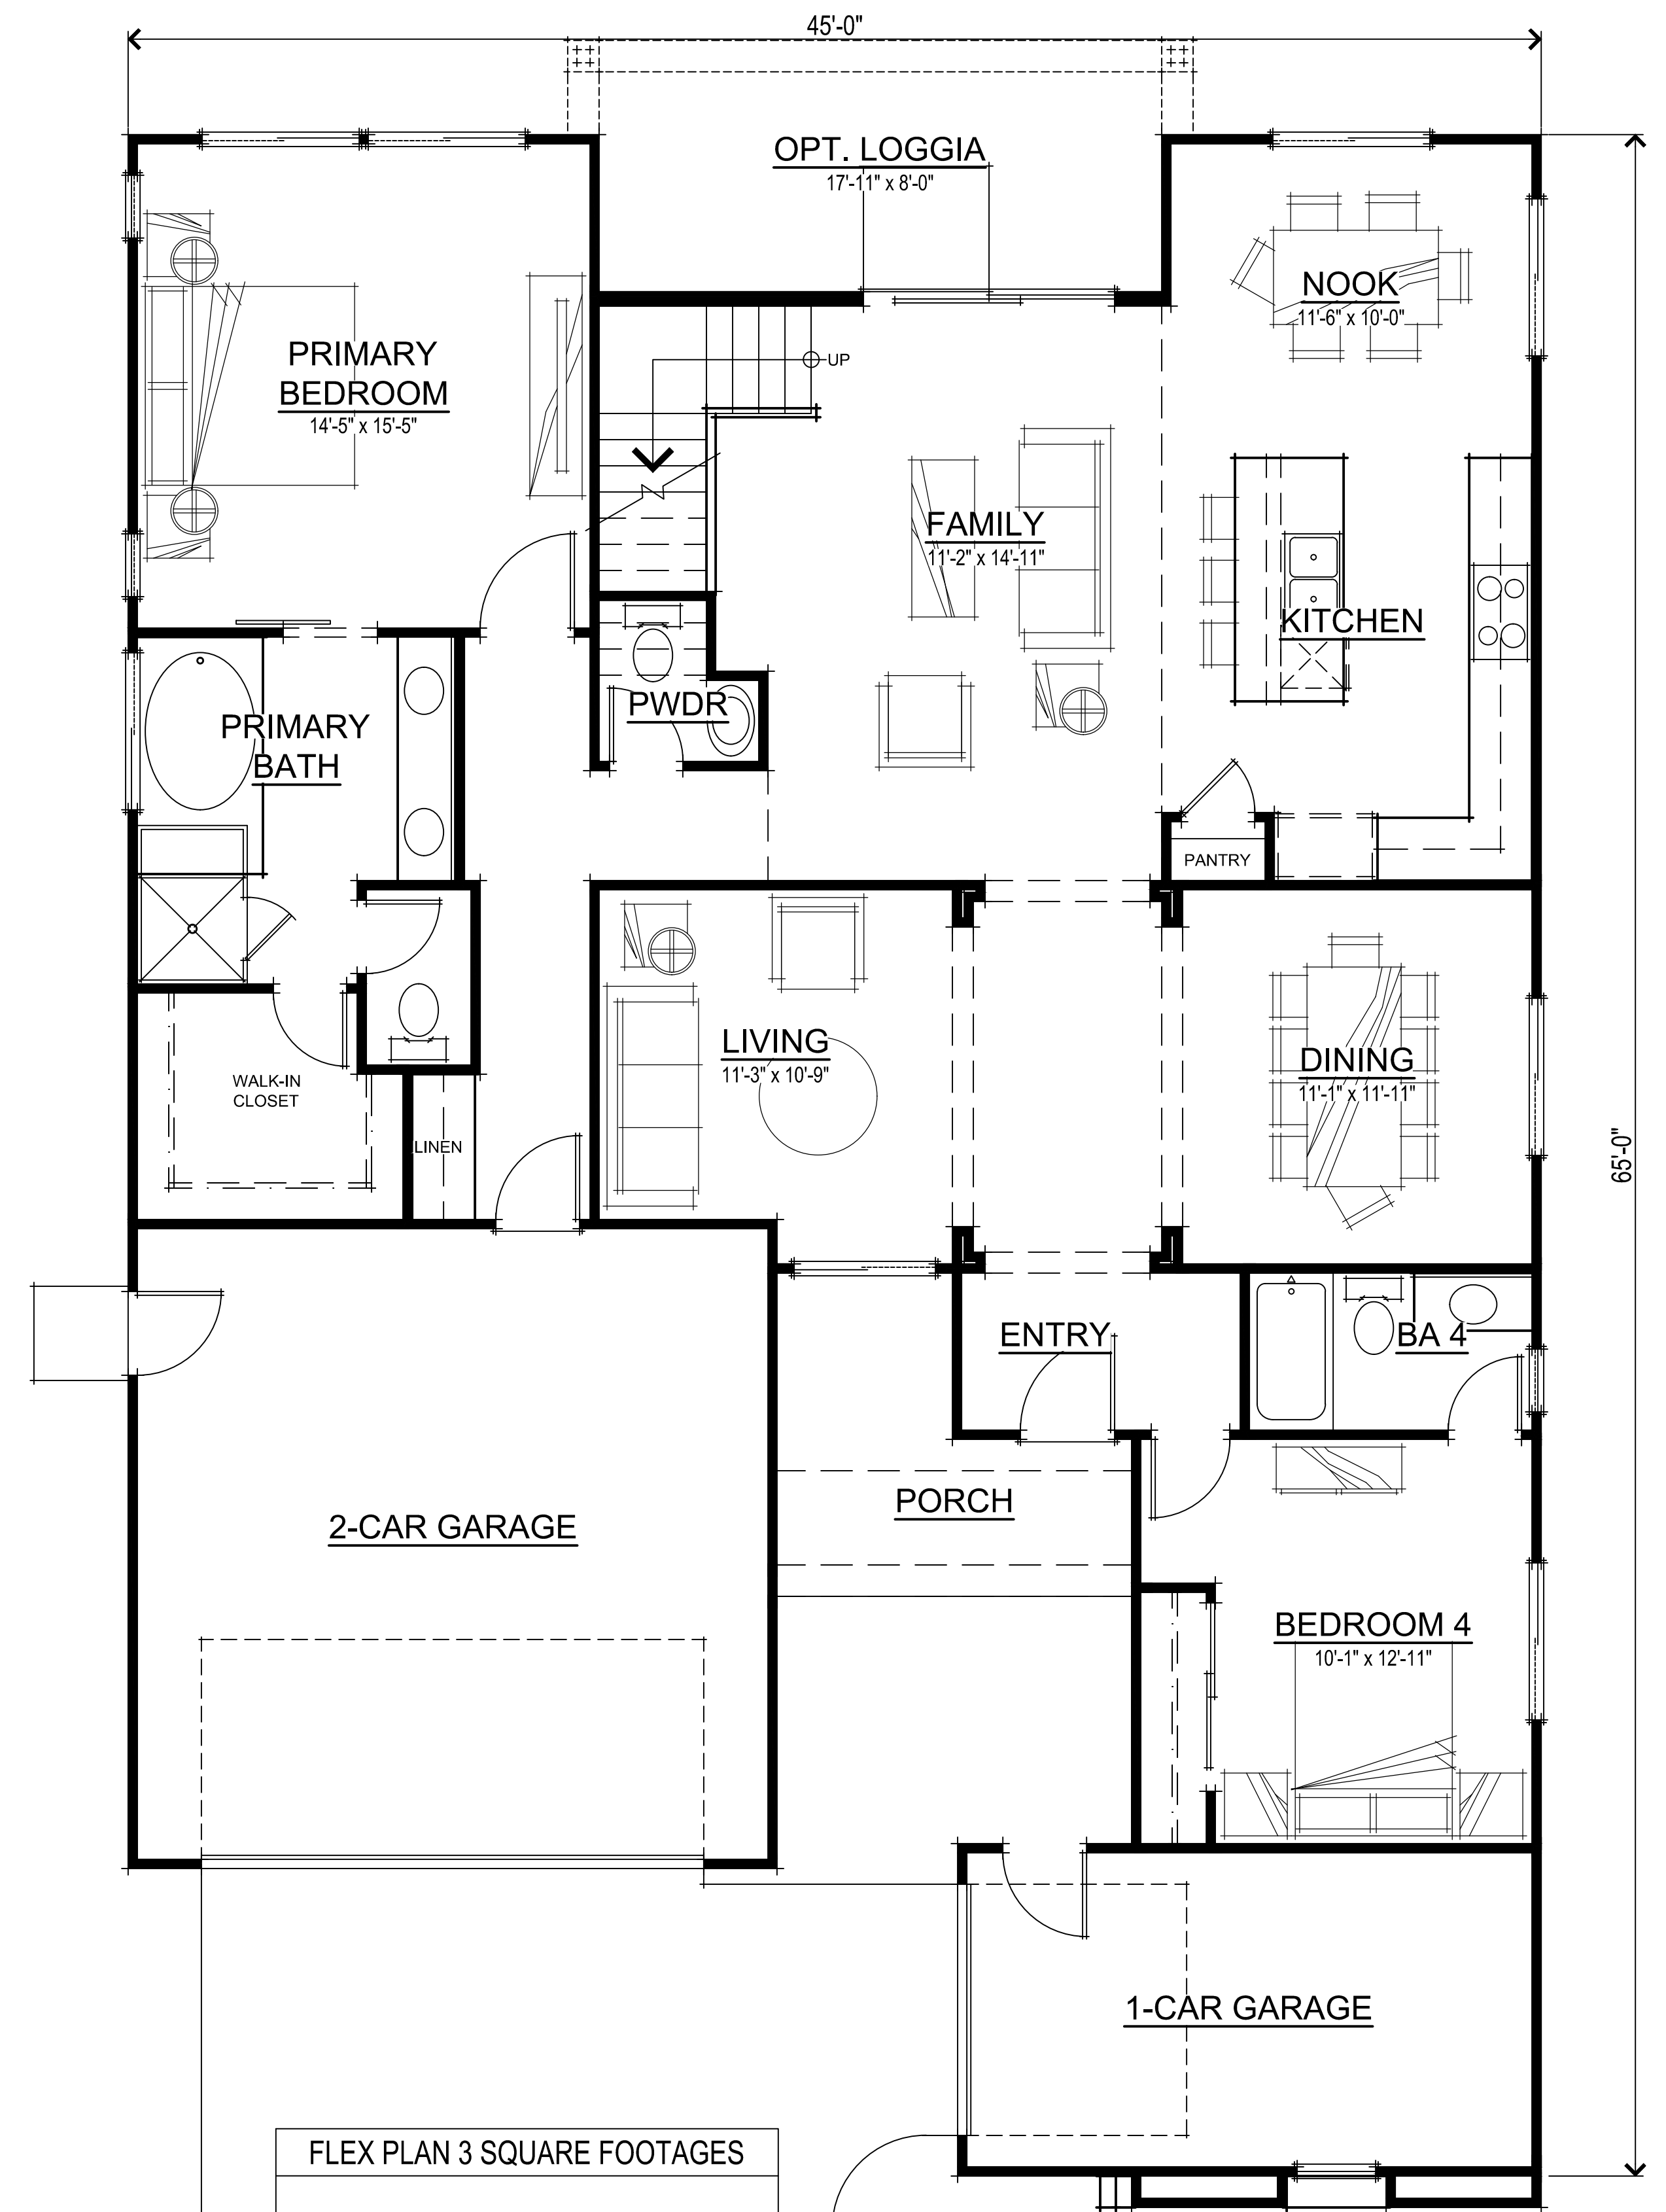 45'-0"
OPT. LOGGIA
17'-11" x 8'-0"
NOOK
11'-6" x 10'-0"
PRIMARY
BEDROOM
14'-5" x 15'-5"
UP
FAMILY
11'-2" x 14'-11"
KITCHEN
PWDR
PRIMARY
BATH
PANTRY
LIVING
11'-3" x 10'-9"
DINING
11'-1" x 11'-11"
WALK-IN
CLOSET
LINEN
65'-0"
ENTRY
BA 4
PORCH
2-CAR GARAGE
BEDROOM 4
10'-1" x 12'-11"
1-CAR GARAGE
FLEX PLAN 3 SQUARE FOOTAGES